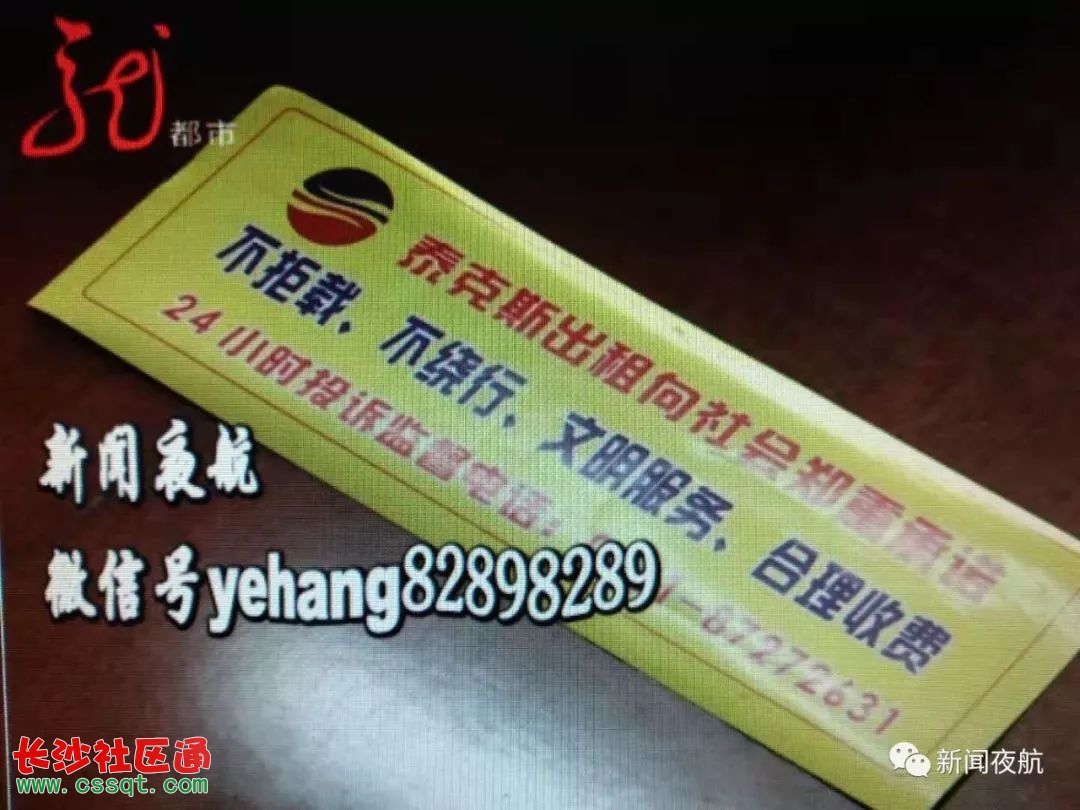 龙
都市
泰克斯出租向社会郑重承诺
不拒载、不绕行、文明服务、合理收费
24小时投诉监督电话：
-87272631
新闻夜航
微信号yehang82898289
长沙社区通
www.cssqt.com
新闻夜航